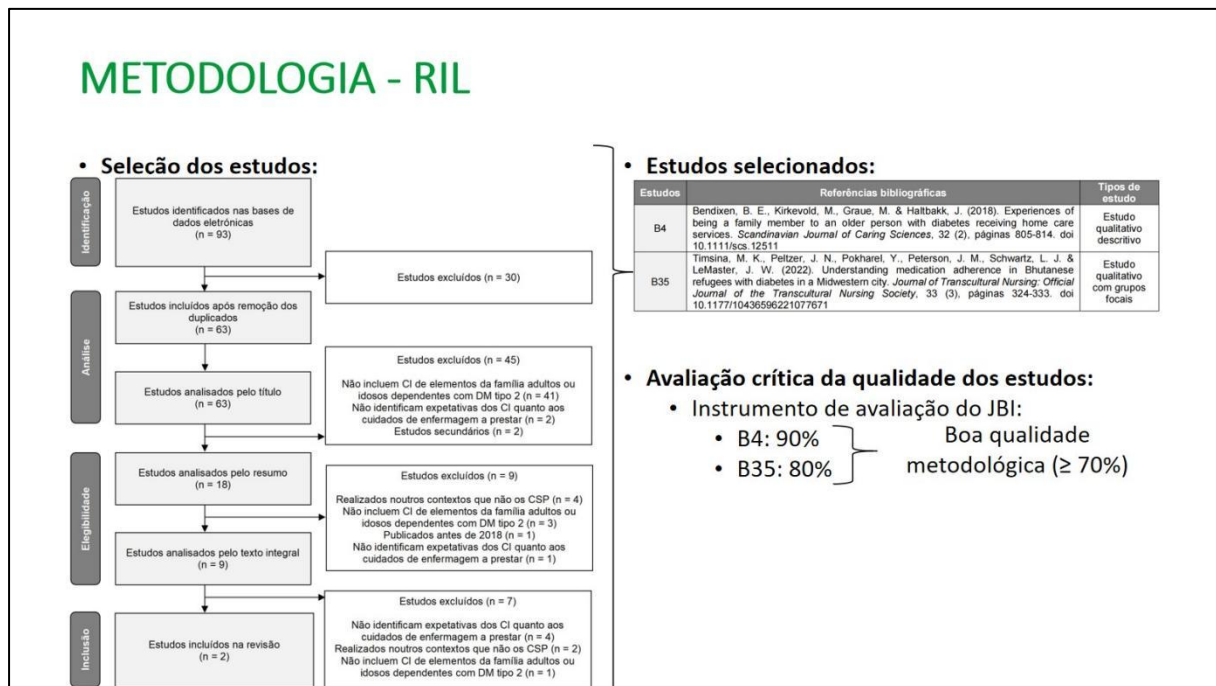 METODOLOGIA - RIL
• Seleção dos estudos:
Identificação
Estudos identificados nas bases de
dados eletrónicas
(n = 93)
Estudos excluídos (n = 30)
Análise
Estudos incluídos após remoção dos
duplicados
(n = 63)
Estudos analisados pelo título
(n = 63)
Estudos excluídos (n = 45)
Não incluem CI de elementos da família adultos ou
idosos dependentes com DM tipo 2 (n = 41)
Não identificam expetativas dos CI quanto aos
cuidados de enfermagem a prestar (n = 2)
Estudos secundários (n = 2)
Elegibilidade
Estudos analisados pelo resumo
(n = 18)
Estudos excluídos (n = 9)
Realizados noutros contextos que não os CSP (n = 4)
Não incluem CI de elementos da família adultos ou
idosos dependentes com DM tipo 2 (n = 3)
Publicados antes de 2018 (n = 1)
Não identificam expetativas dos CI quanto aos
cuidados de enfermagem a prestar (n = 1)
Estudos analisados pelo texto integral
(n = 9)
Estudos excluídos (n = 7)
Não identificam expetativas dos CI quanto aos
cuidados de enfermagem a prestar (n = 4)
Realizados noutros contextos que não os CSP (n = 2)
Não incluem CI de elementos da família adultos ou
idosos dependentes com DM tipo 2 (n = 1)
Inclusão
Estudos incluídos na revisão
(n = 2)
• Estudos selecionados:
Estudos Referências bibliográficas Tipos de
estudo
B4
Bendixen, B. E., Kirkevold, M., Graue, M. & Haltbakk, J. (2018). Experiences of
being a family member to an older person with diabetes receiving home care
services. Scandinavian Journal of Caring Sciences, 32 (2), páginas 805-814. doi
10.1111/scs.12511
Estudo
qualitativo
descritivo
B35
Timsina, M. K., Peltzer, J. N., Pokharel, Y., Peterson, J. M., Schwartz, L. J. &
LeMaster, J. W. (2022). Understanding medication adherence in Bhutanese
refugees with diabetes in a Midwestern city. Journal of Transcultural Nursing: Official
Journal of the Transcultural Nursing Society, 33 (3), páginas 324-333. doi
10.1177/10436596221077671
Estudo
qualitativo
com grupos
focais
• Avaliação crítica da qualidade dos estudos:
• Instrumento de avaliação do JBI:
• B4: 90%
• B35: 80%
Boa qualidade
metodológica (≥ 70%)